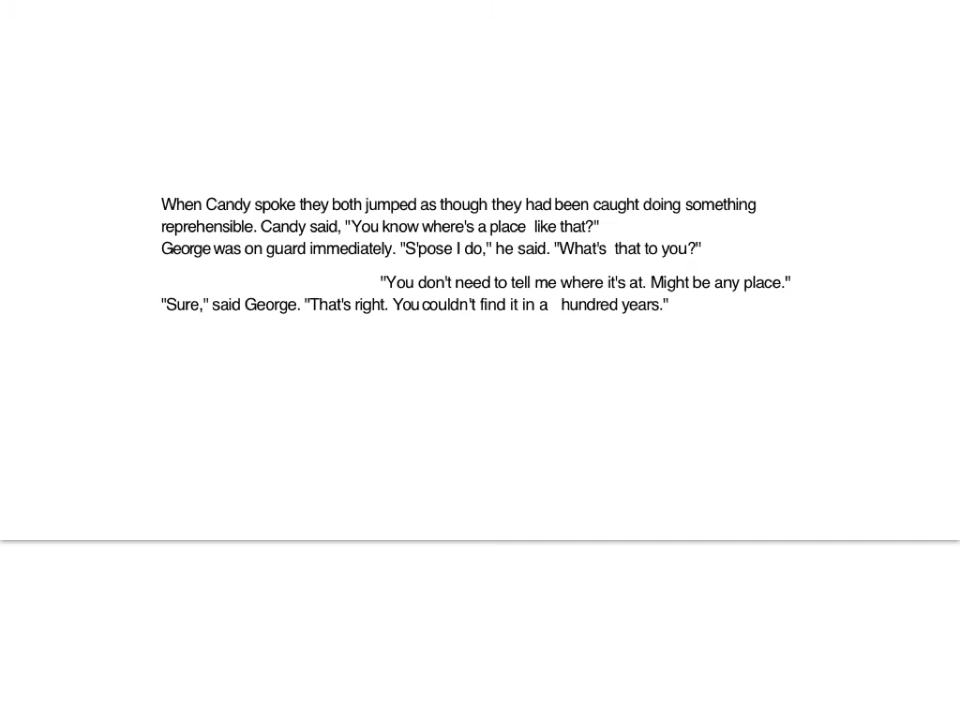 When Candy spoke they both jumped as though they had been caught doing something
reprehensible. Candy said, "You know where's a place like that?"
George was on guard immediately. "S'pose I do," he said. "What's that to you?"
"You don't need to tell me where it's at. Might be any place."
"Sure," said George. "That's right. You couldn't find it in a hundred years."